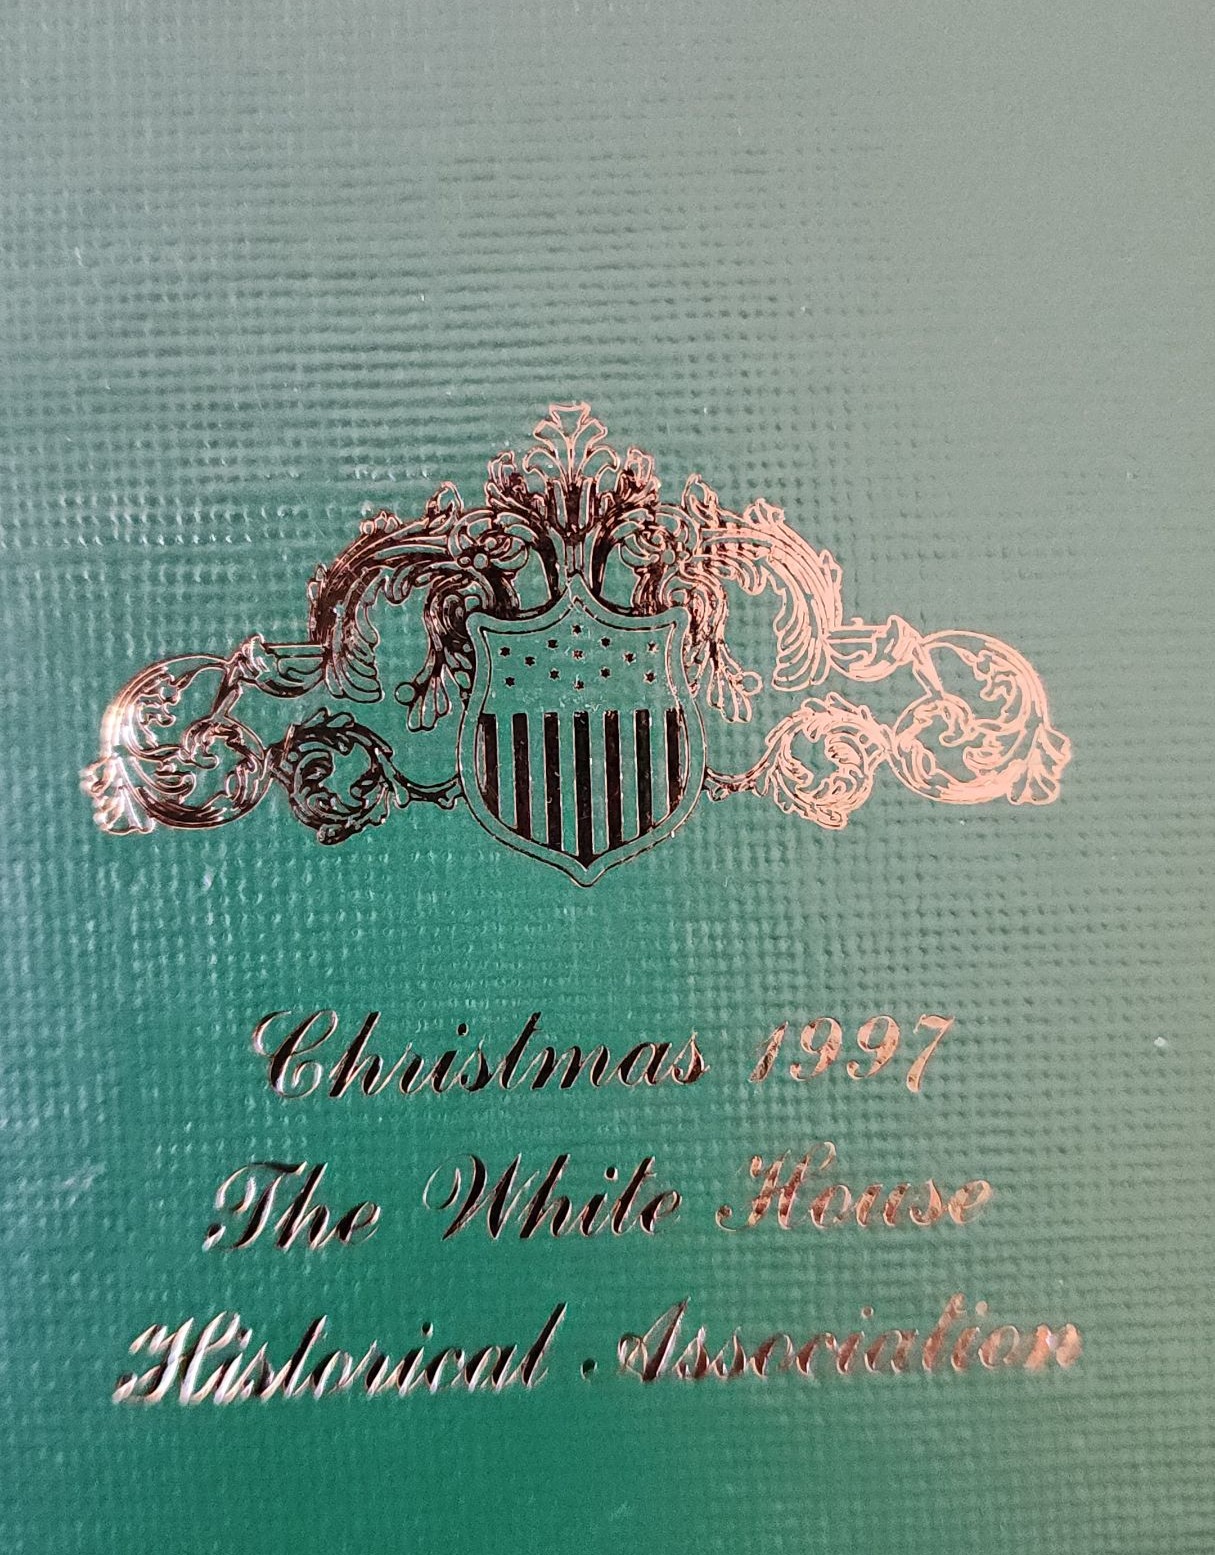 Christmas 1997
The White House
Historical Association